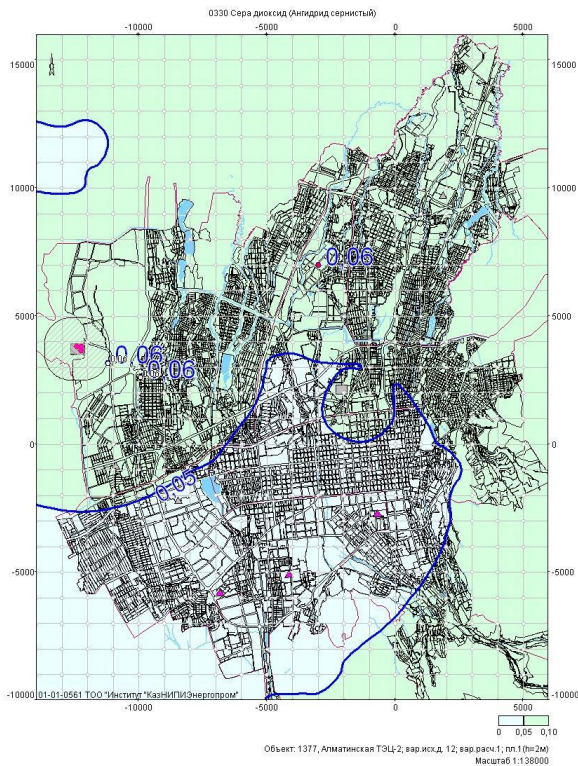 0330 Сера диоксид (Ангидрид сернистый)
-10000 -5000 0 5000
15000 15000
10000 10000
0,06
5000 5000
0,06
0,06
0 0
0,05
-5000 -5000
-10000 01-01-0561 ТОО "Институт "КазНИПИЭнергопром" -10000
-10000 -5000 0 5000
0 0,05 0,10
Объект: 1377, Алматинская ТЭЦ-2; вар.исх.д. 12; вар.расч.1; пл.1(h=2м)
Масштаб 1:138000